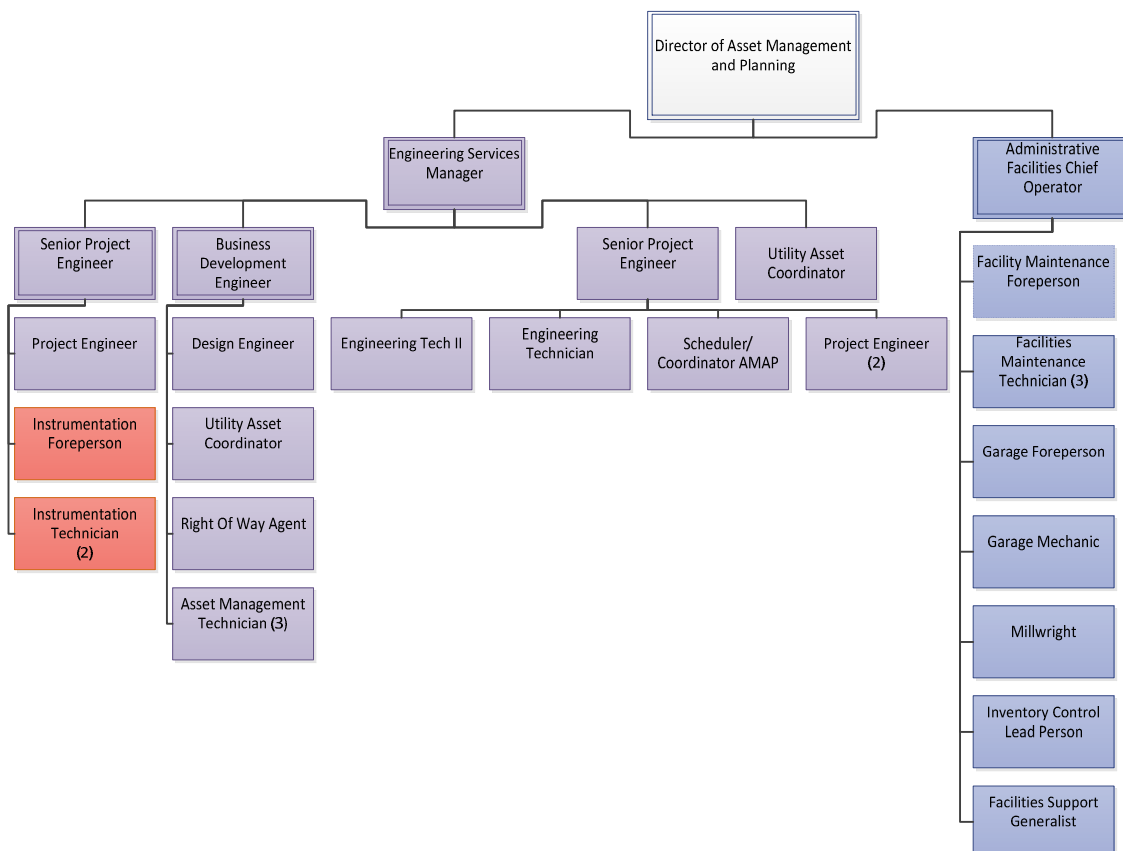 Director of Asset Management
and Planning
Engineering Services
Manager
Administrative
Facilities Chief
Operator
Senior Project
Engineer
Business
Development
Engineer
Senior Project
Engineer
Utility Asset
Coordinator
Project Engineer
Instrumentation
Foreperson
Instrumentation
Technician
(2)
Design Engineer
Utility Asset
Coordinator
Right Of Way Agent
Asset Management
Technician (3)
Engineering Tech II
Engineering
Technician
Scheduler/
Coordinator AMAP
Project Engineer
(2)
Facility Maintenance
Foreperson
Facilities
Maintenance
Technician (3)
Garage Foreperson
Garage Mechanic
Millwright
Inventory Control
Lead Person
Facilities Support
Generalist